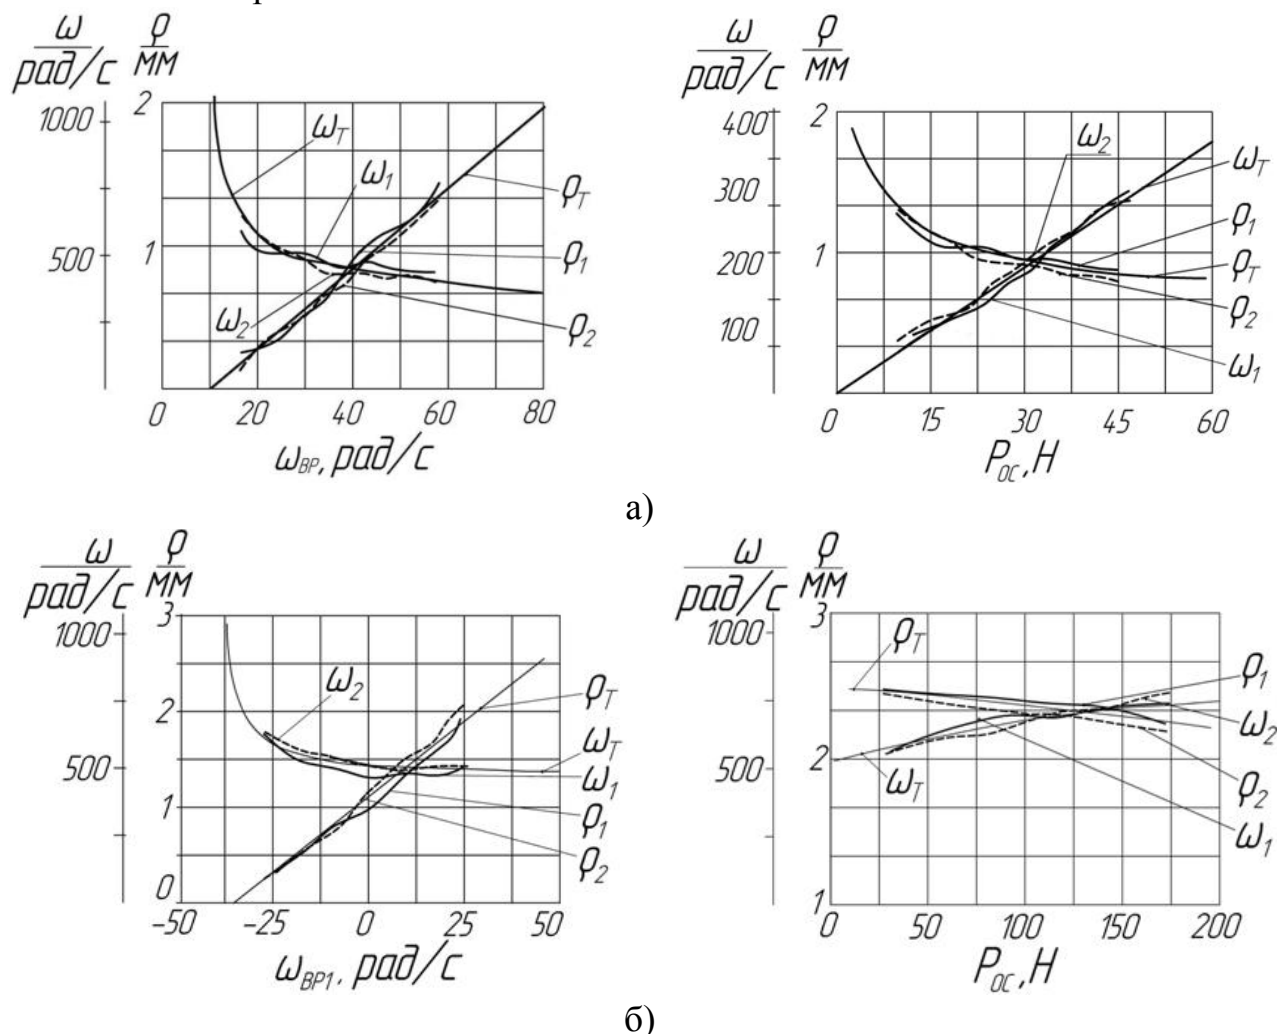 ω/рад/с ρ/мм
1000 2
500 1
ω_T
ω_1
ρ_T
ρ_1
ω_2
ρ_2
0 20 40 60 80
ω_ВР, рад/с
ω/рад/с ρ/мм
400 2
300
200 1
100
ω_2
ω_T
ρ_1
ρ_T
ρ_2
ω_1
0 15 30 45 60
P_ОС, Н
а)
ω/рад/с ρ/мм
1000 3
2
500
1
0
ω_2
ρ_T
ω_T
ω_1
ρ_1
ρ_2
-50 -25 0 25 50
ω_ВР1, рад/с
ω/рад/с ρ/мм
1000 3
500 2
1
ρ_T
ρ_1
ω_2
ω_T
ρ_2
ω_1
0 50 100 150 200
P_ОС, Н
б)